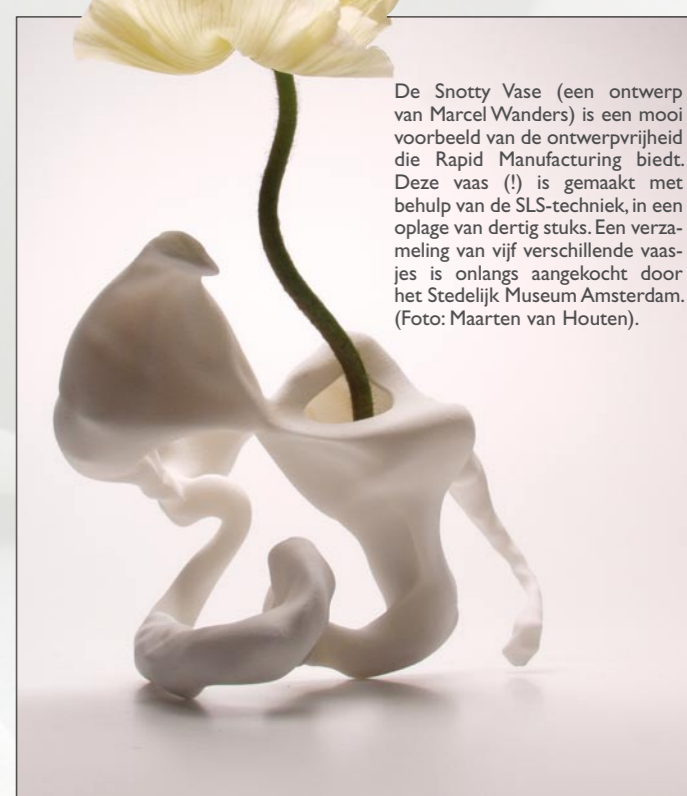 De Snotty Vase (een ontwerp
van Marcel Wanders) is een mooi
voorbeeld van de ontwerpvrijheid
die Rapid Manufacturing biedt.
Deze vaas (!) is gemaakt met
behulp van de SLS-techniek, in een
oplage van dertig stuks. Een verza-
meling van vijf verschillende vaas-
jes is onlangs aangekocht door
het Stedelijk Museum Amsterdam.
(Foto: Maarten van Houten).